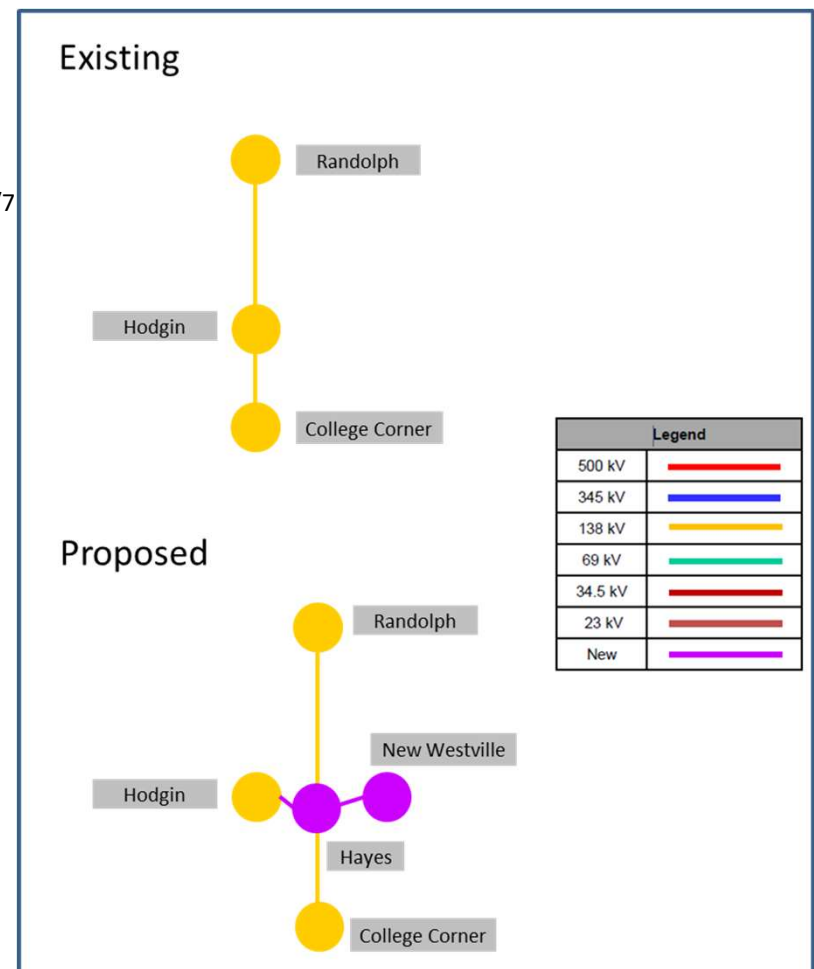 Existing
Randolph
/7
Hodgin
College Corner
Legend
500 kV
345 kV
138 kV
69 kV
34.5 kV
23 kV
New
Proposed
Randolph
New Westville
Hodgin
Hayes
College Corner